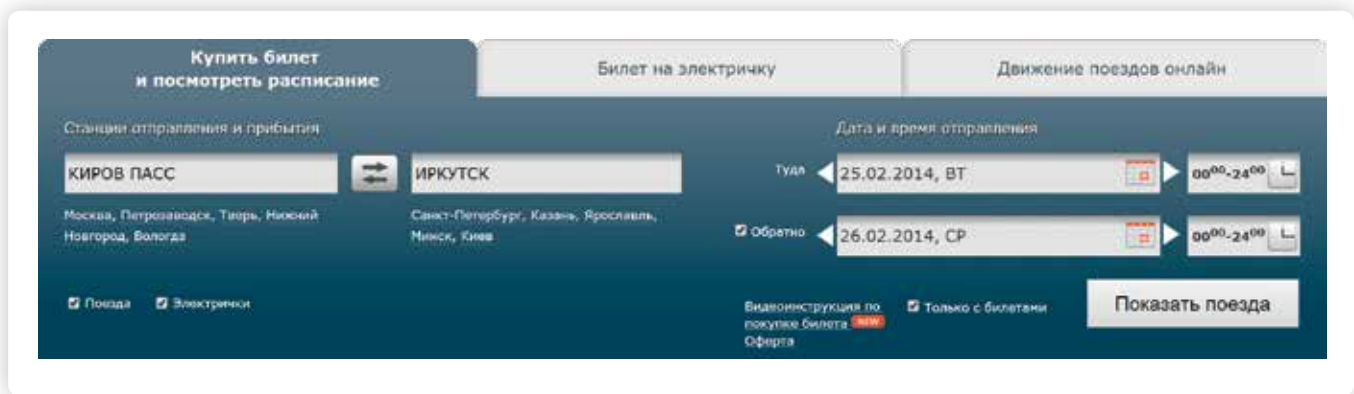 Купить билет
и посмотреть расписание
Билет на электричку
Движение поездов онлайн
Станции отправления и прибытия
Дата и время отправления
КИРОВ ПАСС
ИРКУТСК
Туда
25.02.2014, ВТ
00⁰⁰-24⁰⁰
Москва, Петрозаводск, Тверь, Нижний
Новгород, Вологда
Санкт-Петербург, Казань, Ярославль,
Минск, Киев
Обратно
26.02.2014, СР
00⁰⁰-24⁰⁰
Поезда
Электрички
Видеоинструкция по
покупке билета NEW
Оферта
Только с билетами
Показать поезда